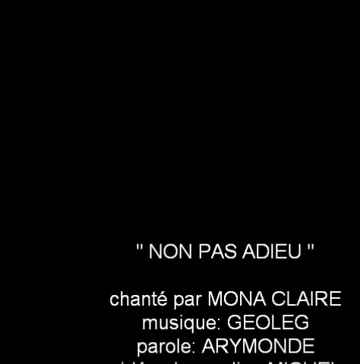 " NON PAS ADIEU "
chanté par MONA CLAIRE
musique: GEOLEG
parole: ARYMONDE